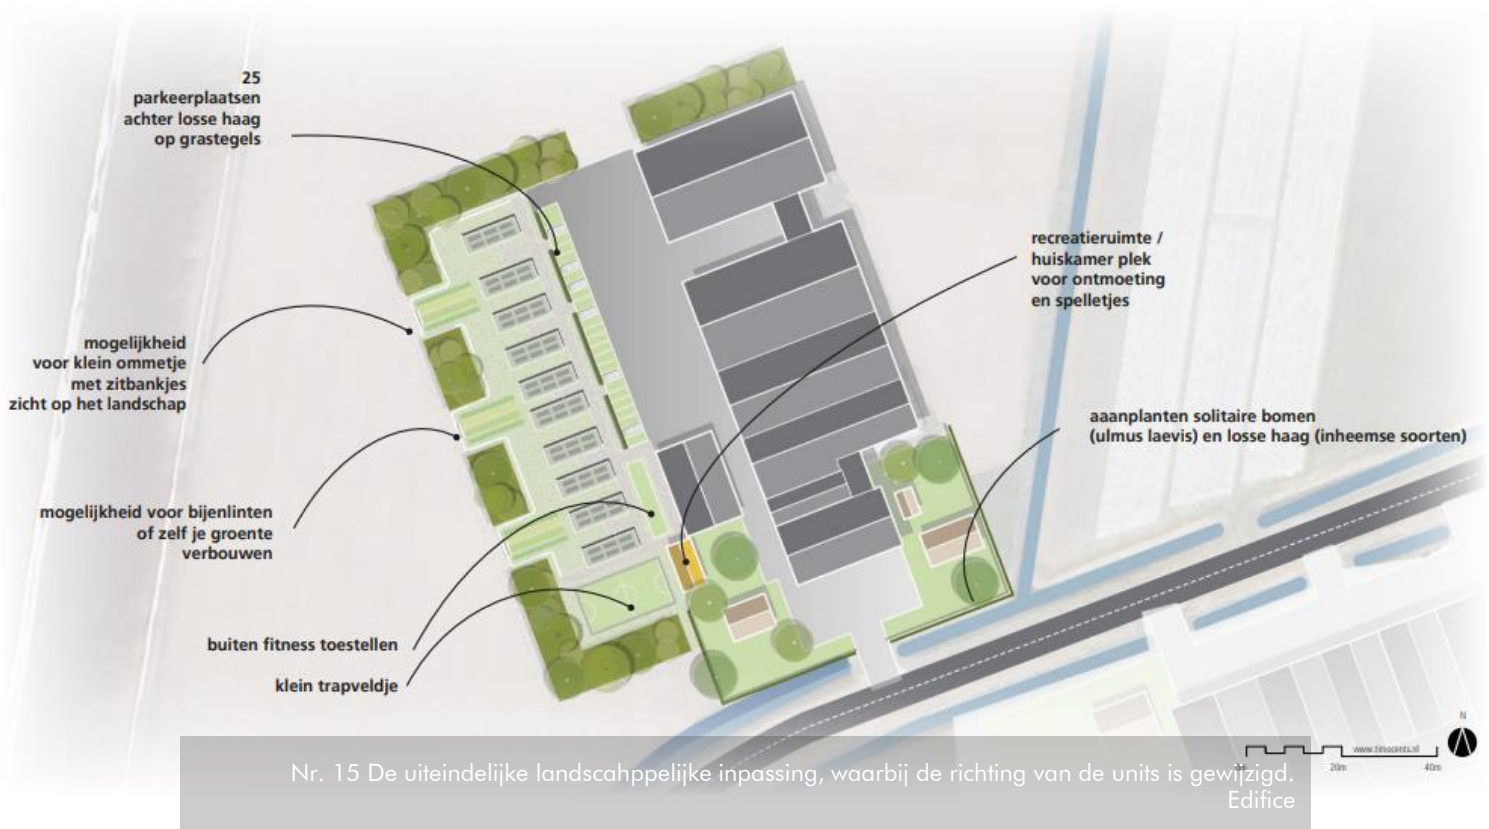 25
parkeerplaatsen
achter losse haag
op grastegels
recreatieruimte /
huiskamer plek
voor ontmoeting
en spelletjes
mogelijkheid
voor klein ommetje
met zitbankjes
zicht op het landschap
aaanplanten solitaire bomen
(ulmus laevis) en losse haag (inheemse soorten)
mogelijkheid voor bijenlinten
of zelf je groente
verbouwen
buiten fitness toestellen
klein trapveldje
N
20m
40m
Nr. 15 De uiteindelijke landscahppelijke inpassing, waarbij de richting van de units is gewijzigd.
Edifice